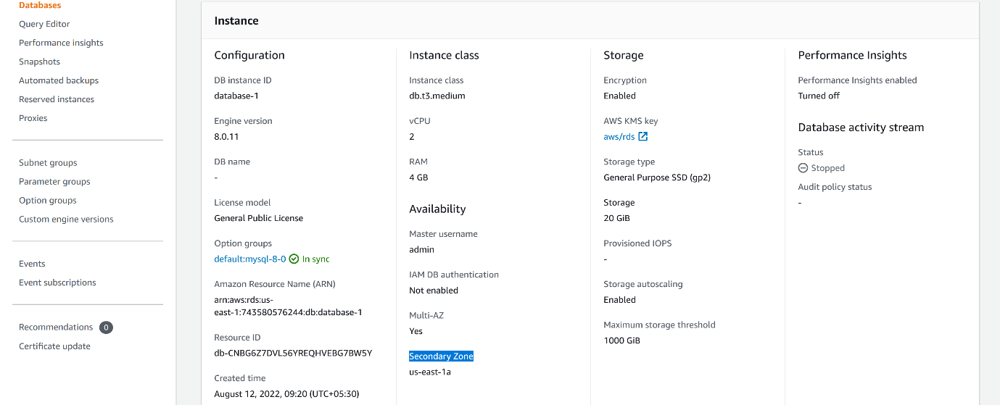 Databases
Query Editor
Performance insights
Snapshots
Automated backups
Reserved instances
Proxies
Subnet groups
Parameter groups
Option groups
Custom engine versions
Events
Event subscriptions
Recommendations 0
Certificate update
Instance
Configuration
DB instance ID
database-1
Engine version
8.0.11
DB name
-
License model
General Public License
Option groups
default:mysql-8-0 In sync
Amazon Resource Name (ARN)
arn:aws:rds:us-
east-1:743580576244:db:database-1
Resource ID
db-CNBG6Z7DVL56YREQHVEBG7BW5Y
Created time
August 12, 2022, 09:20 (UTC+05:30)
Instance class
Instance class
db.t3.medium
vCPU
2
RAM
4 GB
Availability
Master username
admin
IAM DB authentication
Not enabled
Multi-AZ
Yes
Secondary Zone
us-east-1a
Storage
Encryption
Enabled
AWS KMS key
aws/rds
Storage type
General Purpose SSD (gp2)
Storage
20 GiB
Provisioned IOPS
-
Storage autoscaling
Enabled
Maximum storage threshold
1000 GiB
Performance Insights
Performance Insights enabled
Turned off
Database activity stream
Status
Stopped
Audit policy status
-